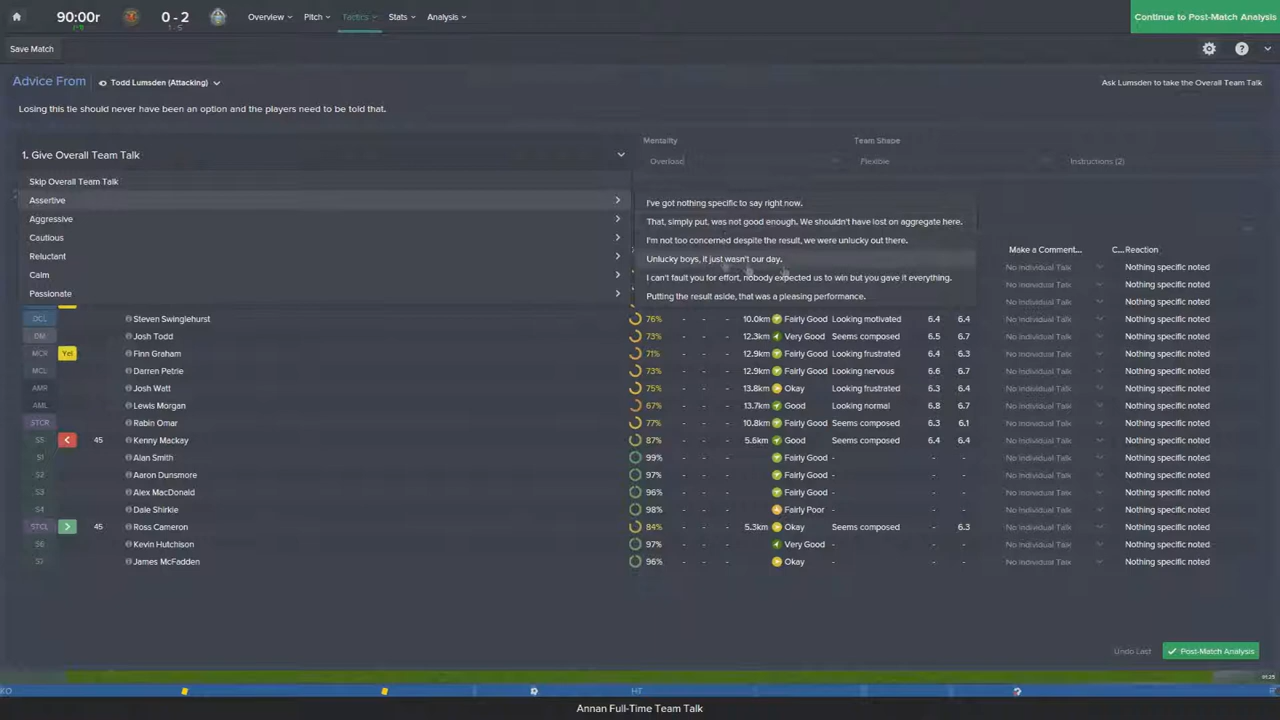 90:00r
0 - 2
1 - 5
Overview
Pitch
Tactics
Stats
Analysis
Continue to Post-Match Analysis
Save Match
Advice From
Todd Lumsden (Attacking)
Ask Lumsden to take the Overall Team Talk
Losing this tie should never have been an option and the players need to be told that.
1. Give Overall Team Talk
Mentality
Team Shape
Overload
Flexible
Instructions (2)
Skip Overall Team Talk
Assertive
Aggressive
Cautious
Reluctant
Calm
Passionate
I've got nothing specific to say right now.
That, simply put, was not good enough. We shouldn't have lost on aggregate here.
I'm not too concerned despite the result, we were unlucky out there.
Unlucky boys, it just wasn't our day.
I can't fault you for effort, nobody expected us to win but you gave it everything.
Putting the result aside, that was a pleasing performance.
Make a Comment... C... Reaction
No Individual Talk Nothing specific noted
No Individual Talk Nothing specific noted
No Individual Talk Nothing specific noted
DCL Steven Swinglehurst 76% - - - 10.0km Fairly Good Looking motivated 6.4 6.4 No Individual Talk Nothing specific noted
DM Josh Todd 73% - - - 12.3km Very Good Seems composed 6.5 6.7 No Individual Talk Nothing specific noted
MCR Yel Finn Graham 71% - - - 12.9km Fairly Good Looking frustrated 6.4 6.3 No Individual Talk Nothing specific noted
MCL Darren Petrie 73% - - - 12.9km Fairly Good Looking nervous 6.6 6.7 No Individual Talk Nothing specific noted
AMR Josh Watt 75% - - - 13.8km Okay Looking frustrated 6.3 6.4 No Individual Talk Nothing specific noted
AML Lewis Morgan 67% - - - 13.7km Good Looking normal 6.8 6.7 No Individual Talk Nothing specific noted
STCR Rabin Omar 77% - - - 10.8km Fairly Good Looking frustrated 6.3 6.1 No Individual Talk Nothing specific noted
S5 45 Kenny Mackay 87% - - - 5.6km Good Seems composed 6.4 6.4 No Individual Talk Nothing specific noted
S1 Alan Smith 99% - - - Fairly Good - - - No Individual Talk Nothing specific noted
S2 Aaron Dunsmore 97% - - - Fairly Good - - - No Individual Talk Nothing specific noted
S3 Alex MacDonald 96% - - - Fairly Good - - - No Individual Talk Nothing specific noted
S4 Dale Shirkie 98% - - - Fairly Poor - - - No Individual Talk Nothing specific noted
STCL 45 Ross Cameron 84% - - - 5.3km Okay Seems composed - 6.3 No Individual Talk Nothing specific noted
S6 Kevin Hutchison 97% - - - Very Good - - - No Individual Talk Nothing specific noted
S7 James McFadden 96% - - - Okay - - - No Individual Talk Nothing specific noted
Undo Last
Post-Match Analysis
KO
HT
Annan Full-Time Team Talk